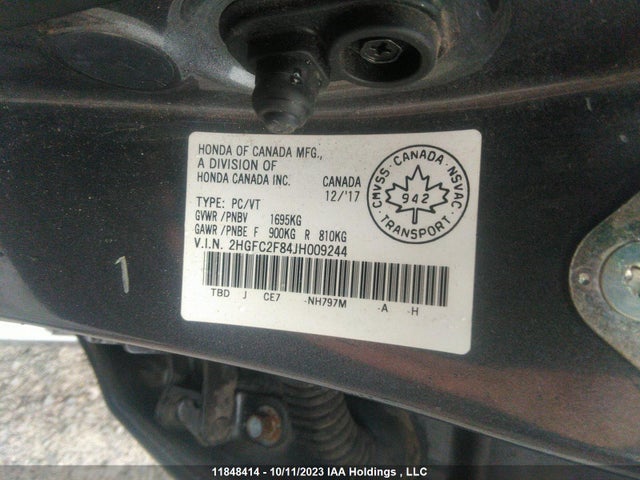 HONDA OF CANADA MFG.,
A DIVISION OF
HONDA CANADA INC.
CANADA
12/'17
TYPE: PC/VT
GVWR/PNBV 1695KG
GAWR/PNBE F 900KG R 810KG
V.I.N. 2HGFC2F84JH009244
CMVSS · CANADA · NSVAC
942
TRANSPORT
TBD J CE7 -NH797M -A -H
1
11848414 - 10/11/2023 IAA Holdings , LLC